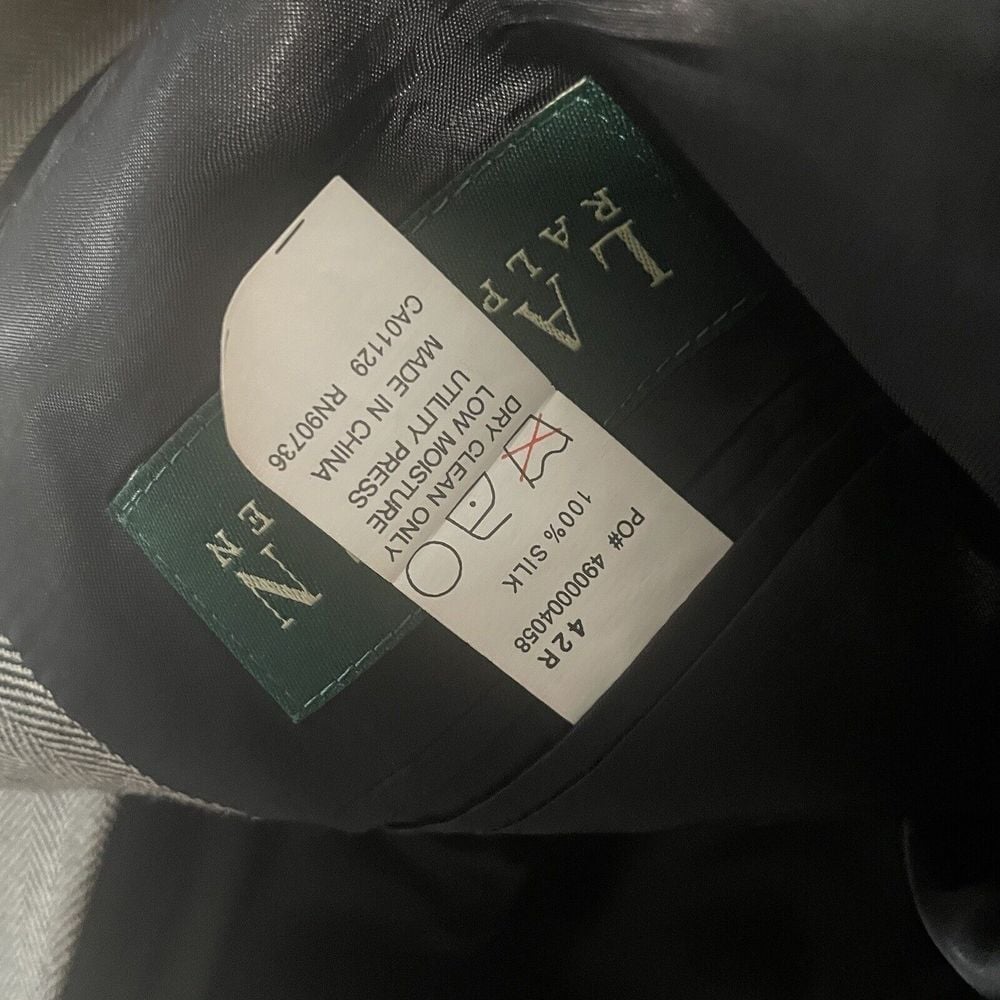 LA N
RALP EN
42R
PO# 4900004058
100% SILK
DRY CLEAN ONLY
LOW MOISTURE
UTILITY PRESS
MADE IN CHINA
CA01129 RN90736